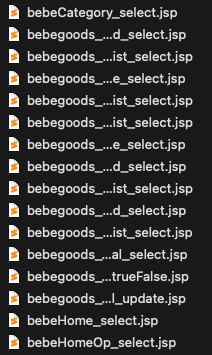 bebeCategory_select.jsp
bebegoods_...d_select.jsp
bebegoods_...ist_select.jsp
bebegoods_...e_select.jsp
bebegoods_...ist_select.jsp
bebegoods_...ist_select.jsp
bebegoods_...e_select.jsp
bebegoods_...d_select.jsp
bebegoods_...ist_select.jsp
bebegoods_...d_select.jsp
bebegoods_...ist_select.jsp
bebegoods_...al_select.jsp
bebegoods_...trueFalse.jsp
bebegoods_...l_update.jsp
bebeHome_select.jsp
bebeHomeOp_select.jsp